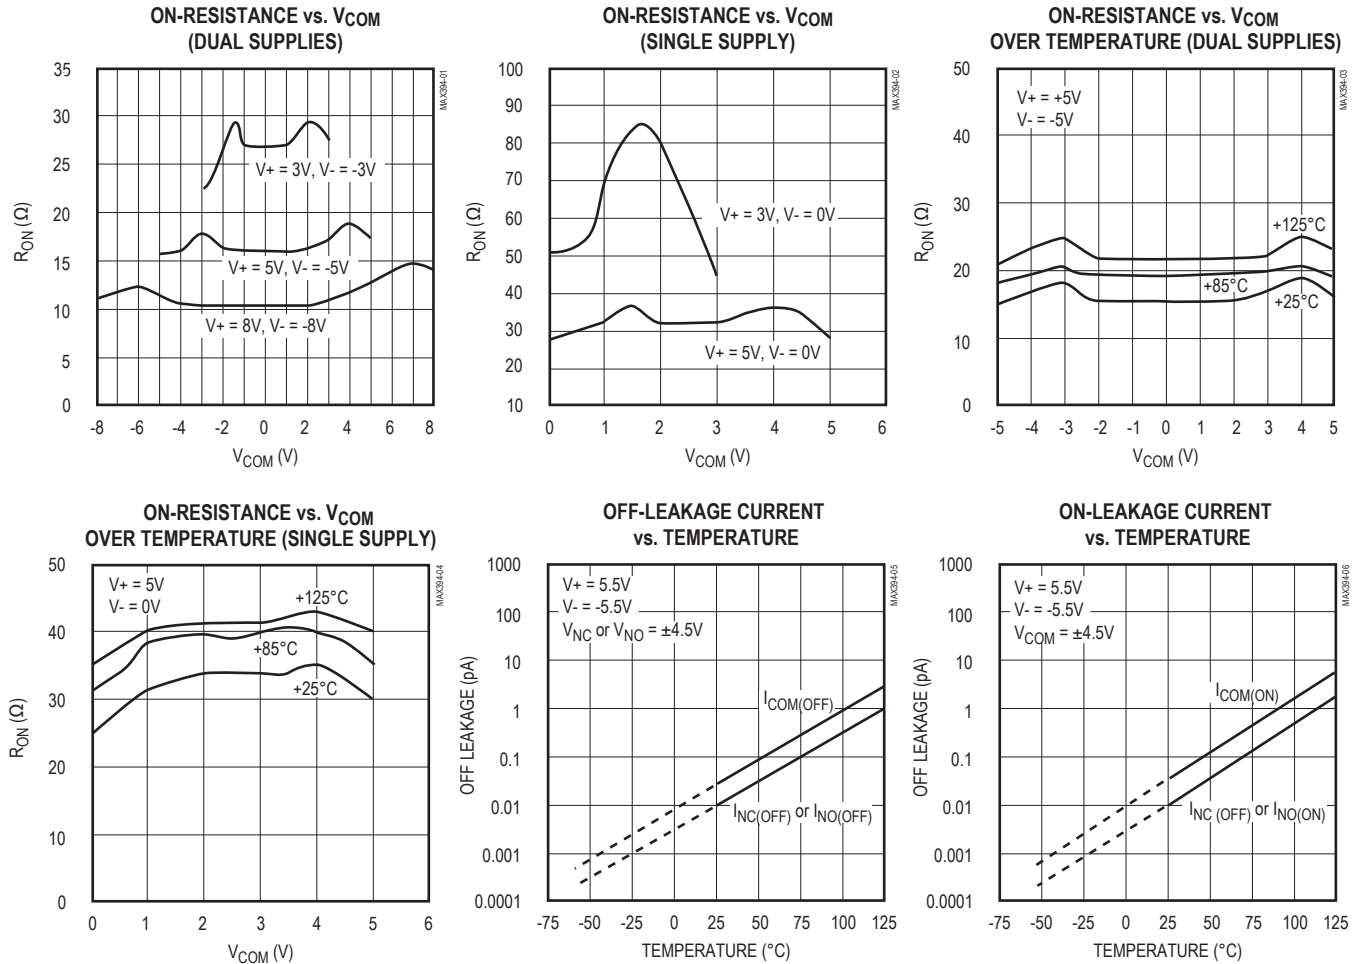 ON-RESISTANCE vs. VCOM
(DUAL SUPPLIES)
35
30
25
20
15
10
5
0
RON (Ω)
MAX394-01
V+ = 3V, V- = -3V
V+ = 5V, V- = -5V
V+ = 8V, V- = -8V
-8 -6 -4 -2 0 2 4 6 8
VCOM (V)
ON-RESISTANCE vs. VCOM
(SINGLE SUPPLY)
100
90
80
70
60
50
40
30
20
10
RON (Ω)
MAX394-02
V+ = 3V, V- = 0V
V+ = 5V, V- = 0V
0 1 2 3 4 5 6
VCOM (V)
ON-RESISTANCE vs. VCOM
OVER TEMPERATURE (DUAL SUPPLIES)
50
40
30
20
10
0
RON (Ω)
MAX394-03
V+ = +5V
V- = -5V
+125°C
+85°C
+25°C
-5 -4 -3 -2 -1 0 1 2 3 4 5
VCOM (V)
ON-RESISTANCE vs. VCOM
OVER TEMPERATURE (SINGLE SUPPLY)
50
40
30
20
10
0
RON (Ω)
MAX394-04
V+ = 5V
V- = 0V
+125°C
+85°C
+25°C
0 1 2 3 4 5 6
VCOM (V)
OFF-LEAKAGE CURRENT
vs. TEMPERATURE
1000
100
10
1
0.1
0.01
0.001
0.0001
OFF LEAKAGE (pA)
MAX394-05
V+ = 5.5V
V- = -5.5V
VNC or VNO = ±4.5V
ICOM(OFF)
INC(OFF) or INO(OFF)
-75 -50 -25 0 25 50 75 100 125
TEMPERATURE (°C)
ON-LEAKAGE CURRENT
vs. TEMPERATURE
1000
100
10
1
0.1
0.01
0.001
0.0001
OFF LEAKAGE (pA)
MAX394-06
V+ = 5.5V
V- = -5.5V
VCOM = ±4.5V
ICOM(ON)
INC (OFF) or INO(ON)
-75 -50 -25 0 25 50 75 100 125
TEMPERATURE (°C)